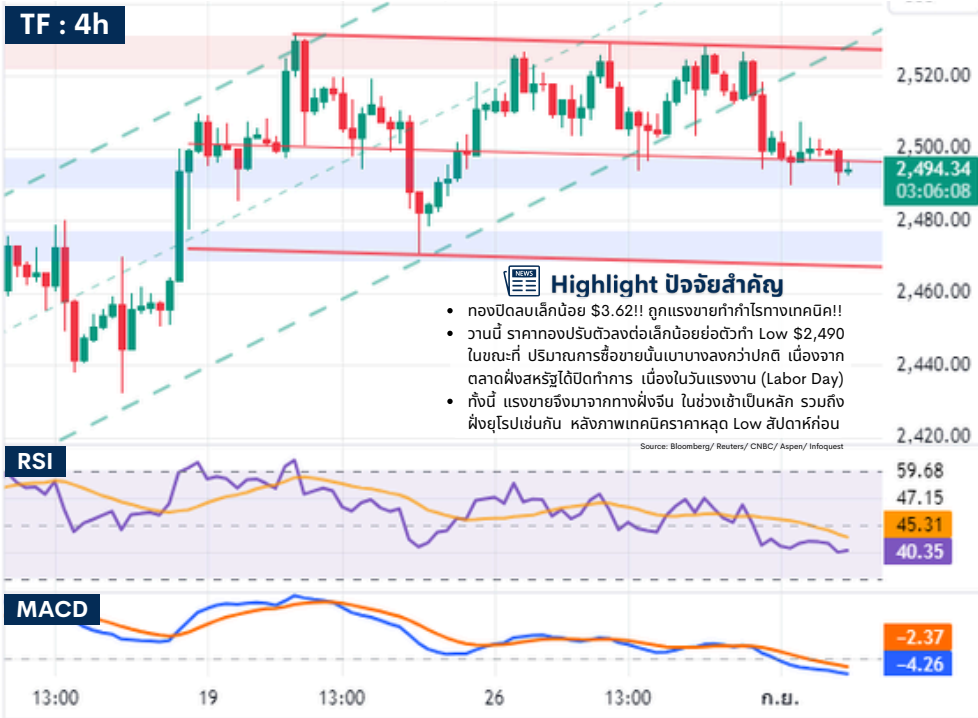 TF : 4h
2,520.00
2,500.00
2,494.34
03:06:08
2,480.00
2,460.00
2,440.00
2,420.00
NEWS
Highlight ปัจจัยสำคัญ
• ทองปิดลบเล็กน้อย $3.62!! ถูกแรงขายทำกำไรทางเทคนิค!!
• วานนี้ ราคาทองปรับตัวลงต่อเล็กน้อยย่อตัวทำ Low $2,490
ในขณะที่ ปริมาณการซื้อขายนั้นเบาบางลงกว่าปกติ เนื่องจาก
ตลาดฝั่งสหรัฐได้ปิดทำการ เนื่องในวันแรงงาน (Labor Day)
• ทั้งนี้ แรงขายจึงมาจากทางฝั่งจีน ในช่วงเช้าเป็นหลัก รวมถึง
ฝั่งยุโรปเช่นกัน หลังภาพเทคนิคราคาหลุด Low สัปดาห์ก่อน
Source: Bloomberg/ Reuters/ CNBC/ Aspen/ Infoquest
RSI
59.68
47.15
45.31
40.35
MACD
−2.37
−4.26
13:00
19
13:00
26
13:00
ก.ย.